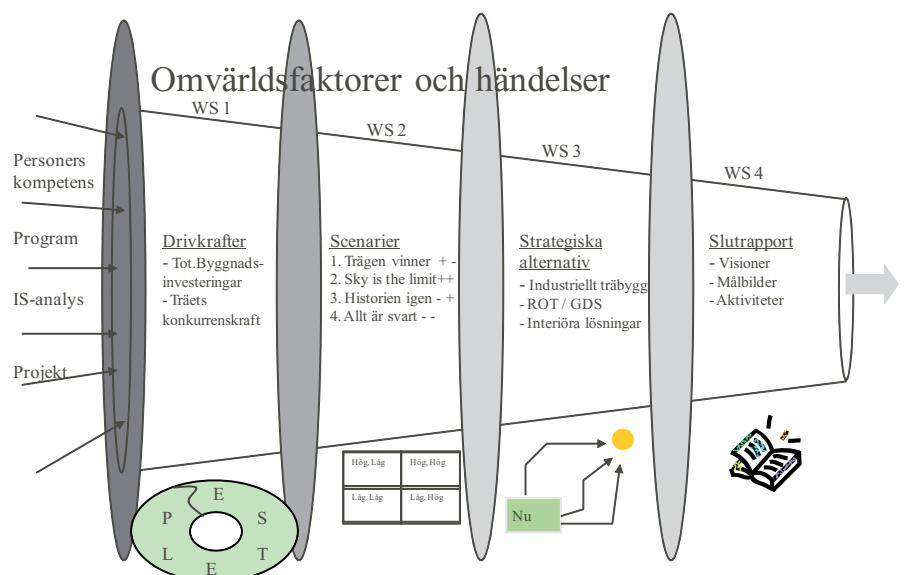 Omvärldsfaktorer och händelser
WS 1
WS 2
WS 3
WS 4
Personers
kompetens
Program
IS-analys
Projekt
Drivkrafter
- Tot.Byggnads-
investeringar
- Träets
konkurrenskraft
Scenarier
1. Trägen vinner + -
2. Sky is the limit++
3. Historien igen - +
4. Allt är svart - -
Strategiska
alternativ
- Industriellt träbygg
- ROT / GDS
- Interiöra lösningar
Slutrapport
- Visioner
- Målbilder
- Aktiviteter
P
E
S
L
E
T
Hög, Låg
Hög, Hög
Låg, Låg
Låg, Hög
Nu